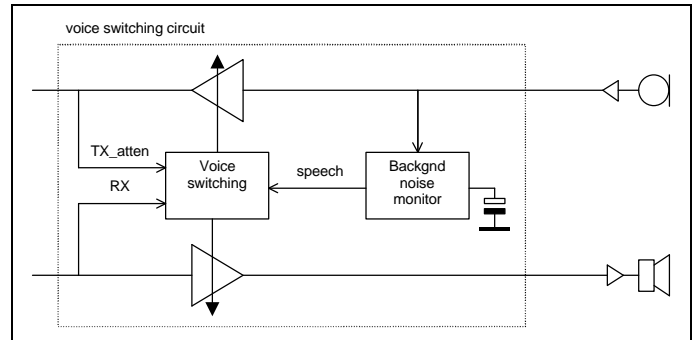 voice switching circuit
TX_atten
RX
Voice
switching
speech
Backgnd
noise
monitor